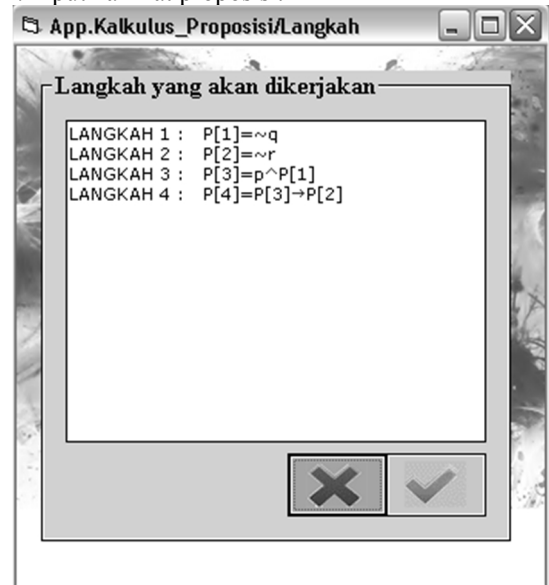 App.Kalkulus_Proposisi/Langkah
Langkah yang akan dikerjakan
LANGKAH 1 : P[1]=~q
LANGKAH 2 : P[2]=~r
LANGKAH 3 : P[3]=p^P[1]
LANGKAH 4 : P[4]=P[3]→P[2]